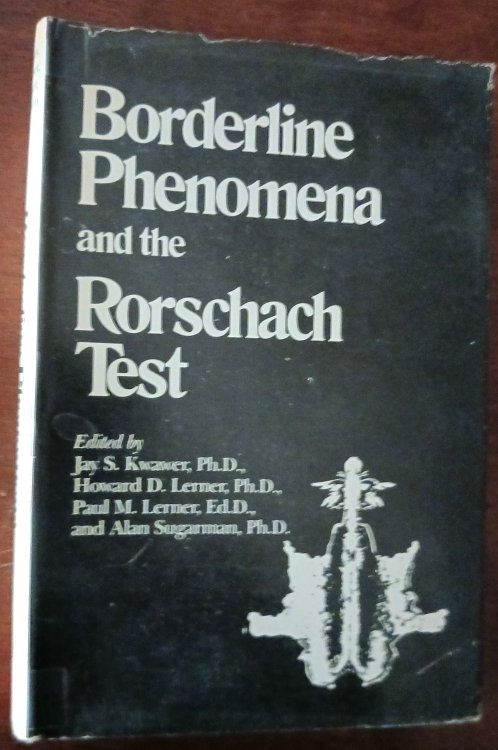 Borderline
Phenomena
and the
Rorschach
Test
Edited by
Jay S. Kwawer, Ph.D.,
Howard D. Lerner, Ph.D.,
Paul M. Lerner, Ed.D.,
and Alan Sugarman, Ph.D.